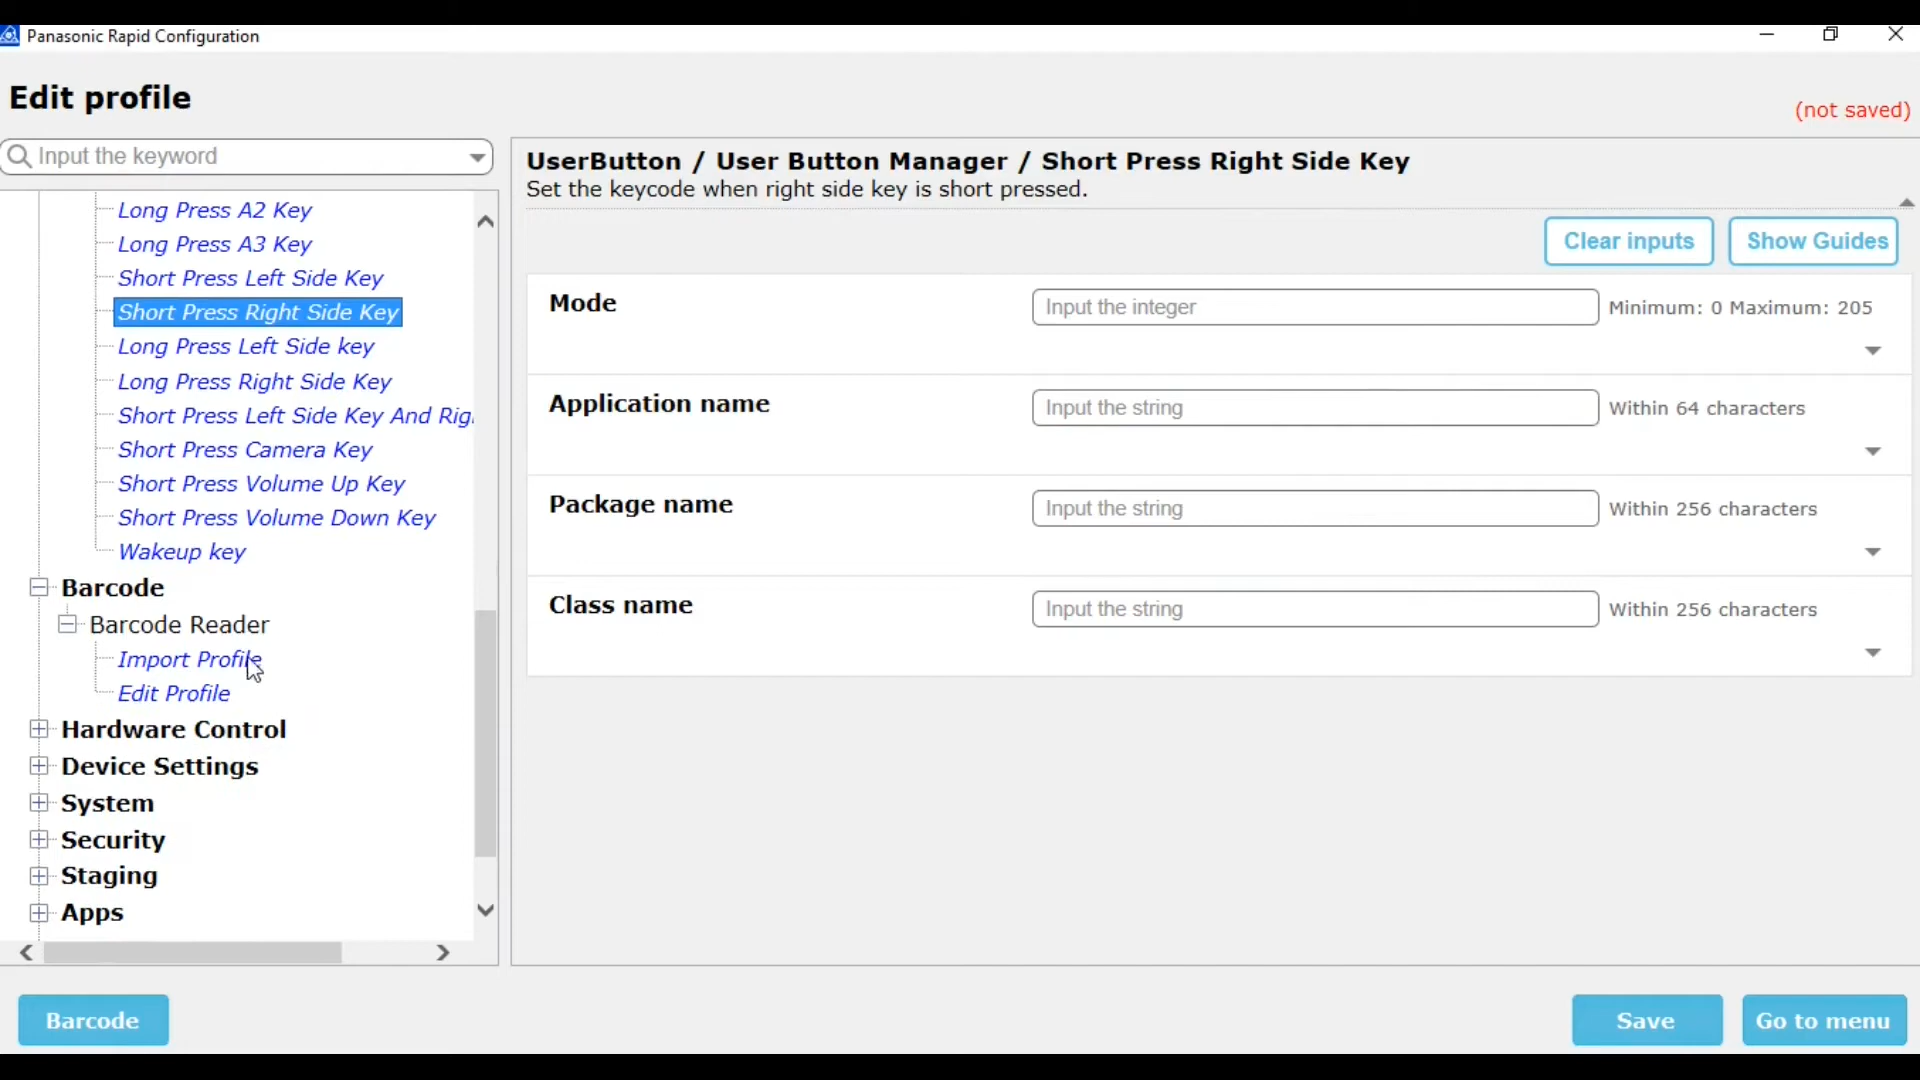 Panasonic Rapid Configuration
Edit profile
(not saved)
Input the keyword
Long Press A2 Key
Long Press A3 Key
Short Press Left Side Key
Short Press Right Side Key
Long Press Left Side key
Long Press Right Side Key
Short Press Left Side Key And Rig
Short Press Camera Key
Short Press Volume Up Key
Short Press Volume Down Key
Wakeup key
Barcode
Barcode Reader
Import Profile
Edit Profile
Hardware Control
Device Settings
System
Security
Staging
Apps
UserButton / User Button Manager / Short Press Right Side Key
Set the keycode when right side key is short pressed.
Clear inputs
Show Guides
Mode
Input the integer
Minimum: 0 Maximum: 205
Application name
Input the string
Within 64 characters
Package name
Input the string
Within 256 characters
Class name
Input the string
Within 256 characters
Barcode
Save
Go to menu